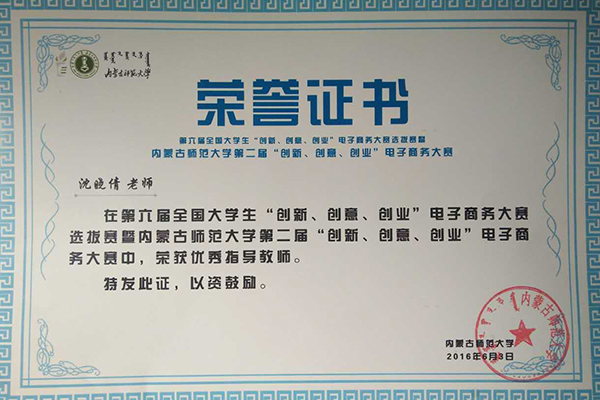 内蒙古师范大学
荣誉证书
第六届全国大学生“创新、创意、创业”电子商务大赛选拔赛暨
内蒙古师范大学第二届“创新、创意、创业”电子商务大赛
沈晓倩 老师
在第六届全国大学生“创新、创意、创业”电子商务大赛
选拔赛暨内蒙古师范大学第二届“创新、创意、创业”电子商
务大赛中，荣获优秀指导教师。
特发此证，以资鼓励。
内蒙古师范大学
2016年6月3日
内蒙古师范大学